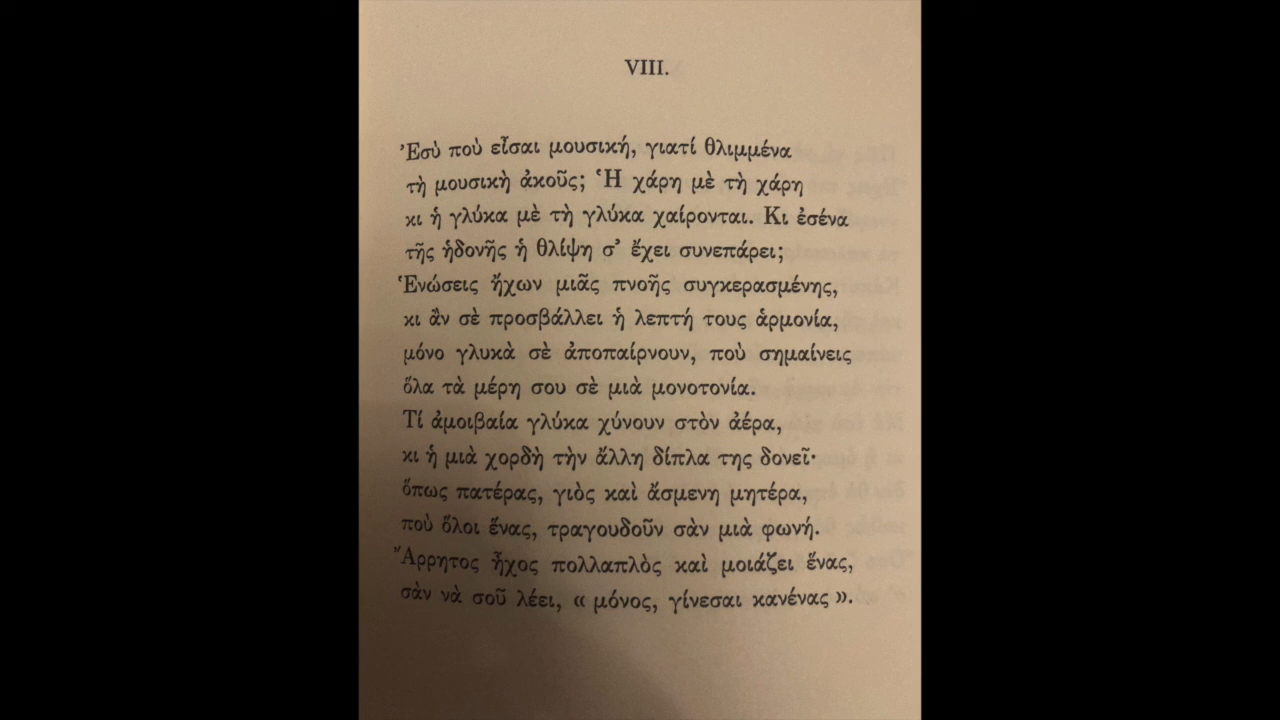 VIII.
Ἐσὺ ποὺ εἶσαι μουσική, γιατί θλιμμένα
τὴ μουσικὴ ἀκοῦς; Ἡ χάρη μὲ τὴ χάρη
κι ἡ γλύκα μὲ τὴ γλύκα χαίρονται. Κι ἐσένα
τῆς ἡδονῆς ἡ θλίψη σ' ἔχει συνεπάρει;
Ἑνώσεις ἤχων μιᾶς πνοῆς συγκερασμένης,
κι ἂν σὲ προσβάλλει ἡ λεπτή τους ἁρμονία,
μόνο γλυκὰ σὲ ἀποπαίρνουν, ποὺ σημαίνεις
ὅλα τὰ μέρη σου σὲ μιὰ μονοτονία.
Τί ἀμοιβαία γλύκα χύνουν στὸν ἀέρα,
κι ἡ μιὰ χορδὴ τὴν ἄλλη δίπλα της δονεῖ·
ὅπως πατέρας, γιὸς καὶ ἄσμενη μητέρα,
ποὺ ὅλοι ἕνας, τραγουδοῦν σὰν μιὰ φωνή.
Ἄρρητος ἦχος πολλαπλὸς καὶ μοιάζει ἕνας,
σὰν νὰ σοῦ λέει, « μόνος, γίνεσαι κανένας ».